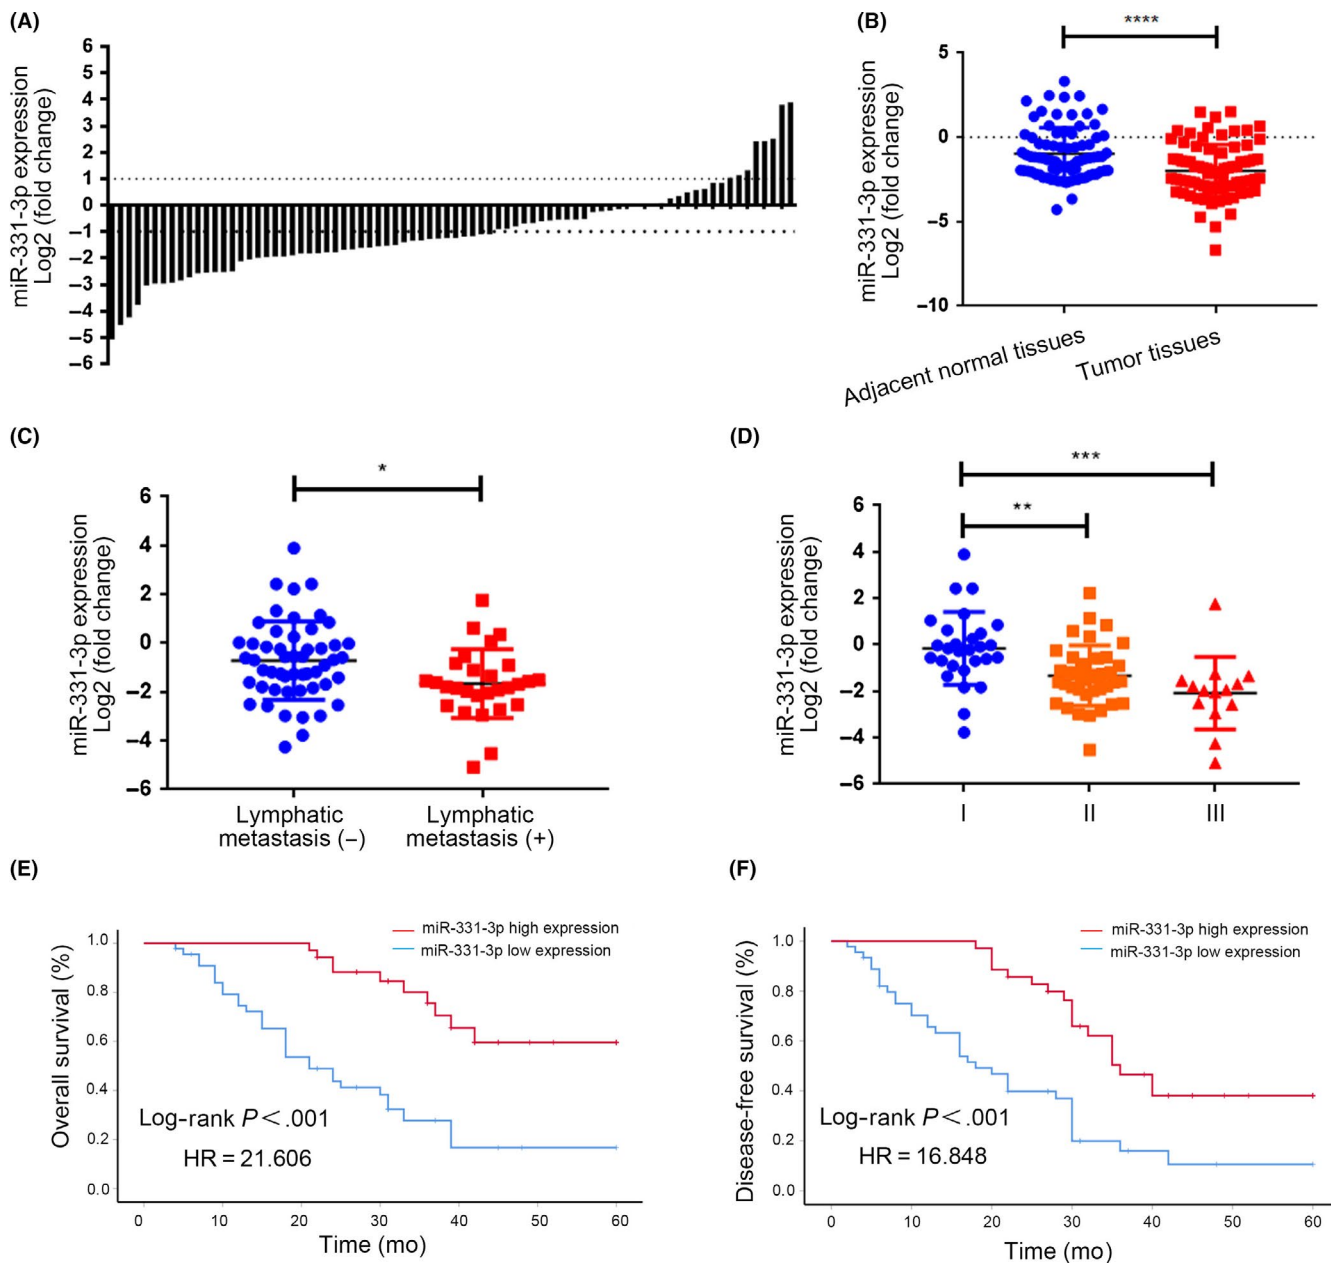 (A)
miR-331-3p expression
Log2 (fold change)
6
5
4
3
2
1
0
–1
–2
–3
–4
–5
–6
(B)
****
miR-331-3p expression
Log2 (fold change)
5
0
–5
–10
Adjacent normal tissues
Tumor tissues
(C)
*
miR-331-3p expression
Log2 (fold change)
6
4
2
0
–2
–4
–6
Lymphatic
metastasis (–)
Lymphatic
metastasis (+)
(D)
***
**
miR-331-3p expression
Log2 (fold change)
6
4
2
0
–2
–4
–6
I
II
III
(E)
miR-331-3p high expression
miR-331-3p low expression
Overall survival (%)
1.0
0.8
0.6
0.4
0.2
0.0
Log-rank P < .001
HR = 21.606
0 10 20 30 40 50 60
Time (mo)
(F)
miR-331-3p high expression
miR-331-3p low expression
Disease-free survival (%)
1.0
0.8
0.6
0.4
0.2
0.0
Log-rank P < .001
HR = 16.848
0 10 20 30 40 50 60
Time (mo)